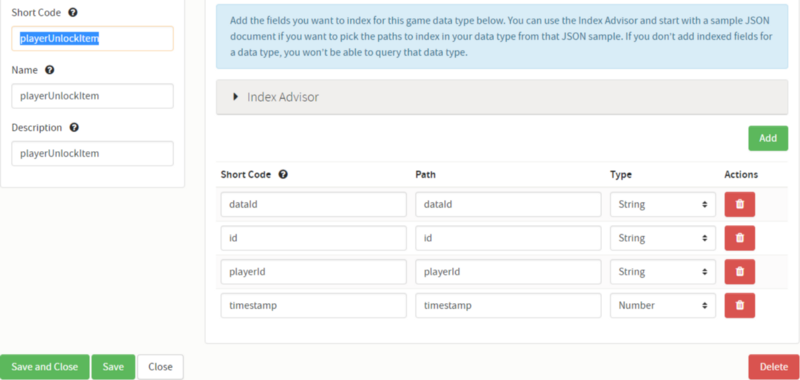 Short Code
playerUnlockItem
Name
playerUnlockItem
Description
playerUnlockItem
Add the fields you want to index for this game data type below. You can use the Index Advisor and start with a sample JSON
document if you want to pick the paths to index in your data type from that JSON sample. If you don't add indexed fields for
a data type, you won't be able to query that data type.
Index Advisor
Add
Short Code Path Type Actions
dataId dataId String
id id String
playerId playerId String
timestamp timestamp Number
Save and Close Save Close Delete